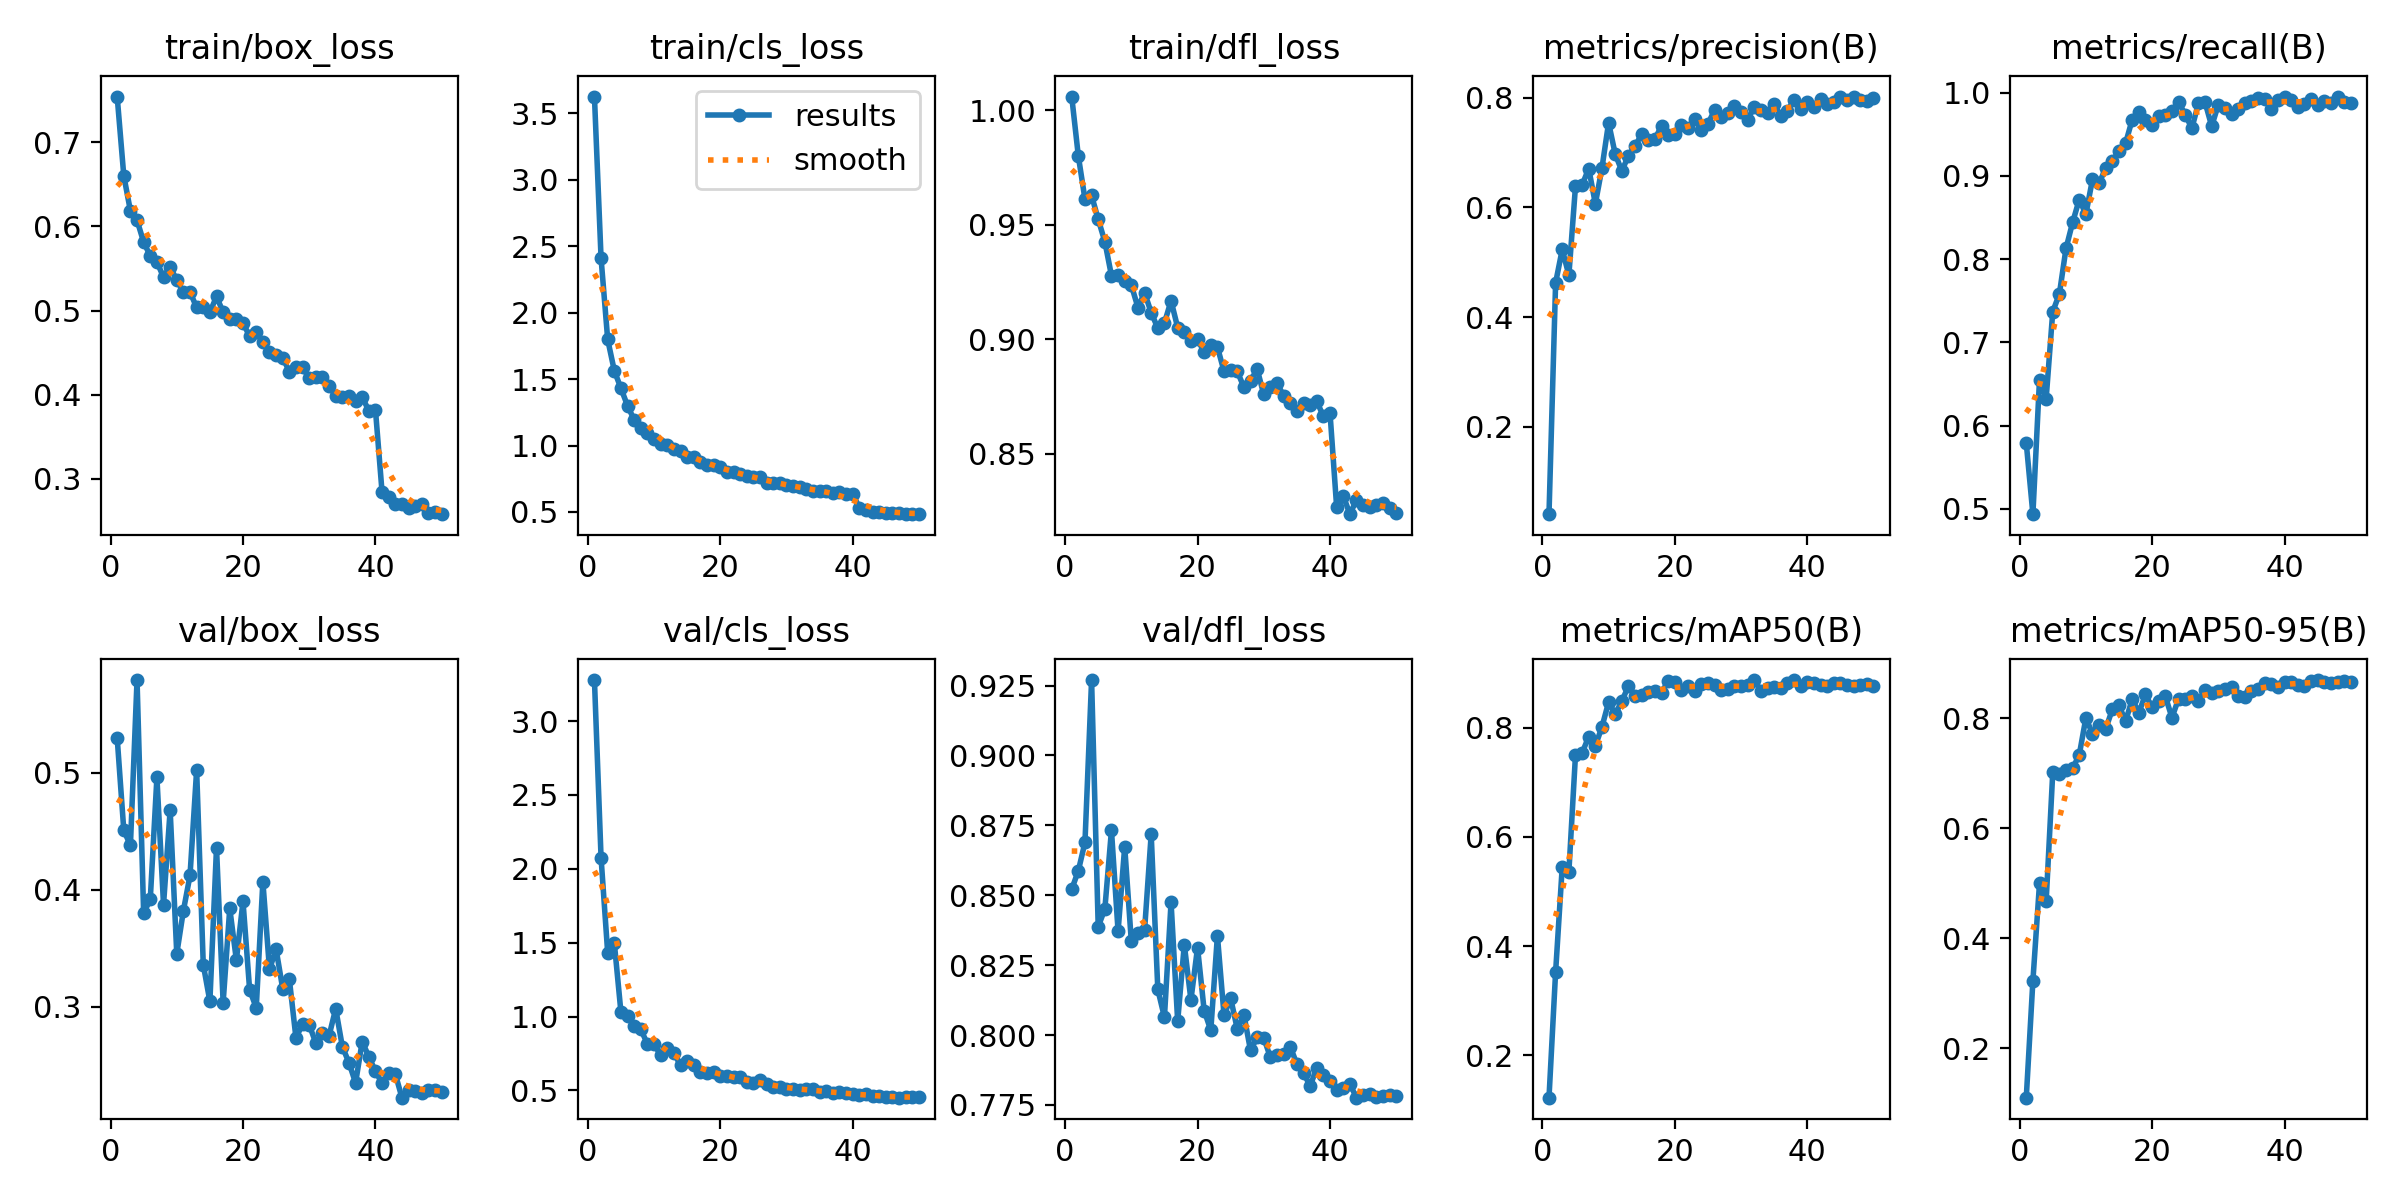 train/box_loss
0.7
0.6
0.5
0.4
0.3
0 20 40
train/cls_loss
results
smooth
3.5
3.0
2.5
2.0
1.5
1.0
0.5
0 20 40
train/dfl_loss
1.00
0.95
0.90
0.85
0 20 40
metrics/precision(B)
0.8
0.6
0.4
0.2
0 20 40
metrics/recall(B)
1.0
0.9
0.8
0.7
0.6
0.5
0 20 40
val/box_loss
0.5
0.4
0.3
0 20 40
val/cls_loss
3.0
2.5
2.0
1.5
1.0
0.5
0 20 40
val/dfl_loss
0.925
0.900
0.875
0.850
0.825
0.800
0.775
0 20 40
metrics/mAP50(B)
0.8
0.6
0.4
0.2
0 20 40
metrics/mAP50-95(B)
0.8
0.6
0.4
0.2
0 20 40